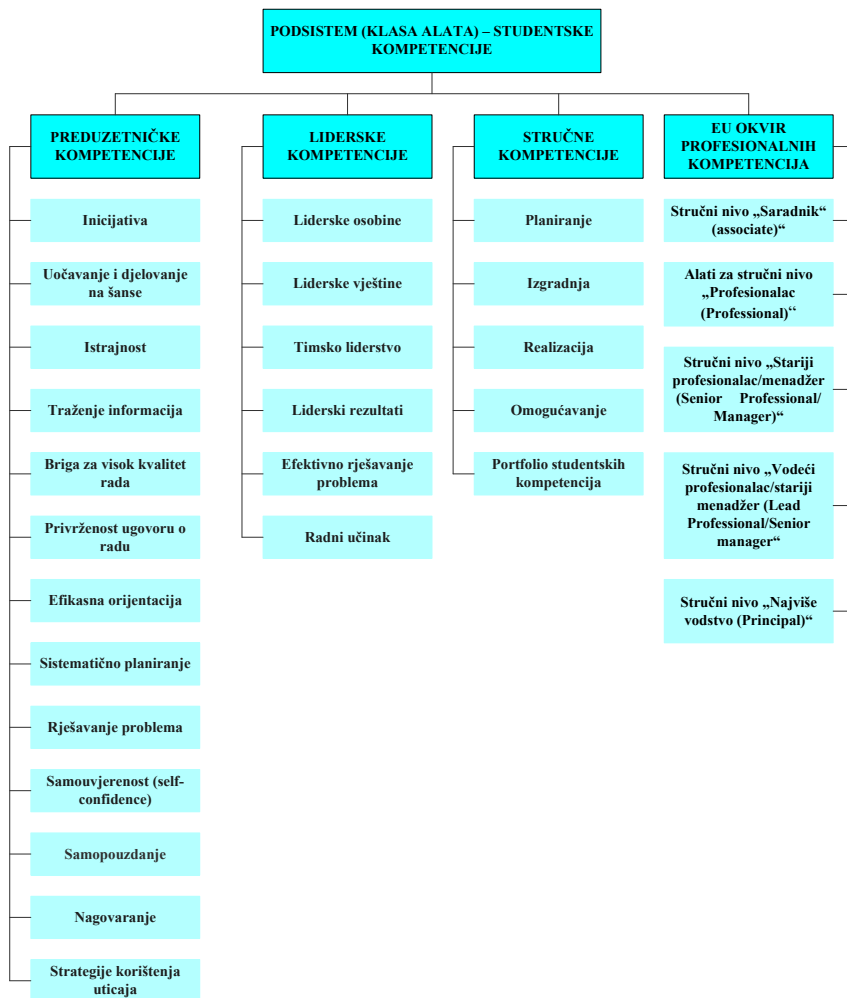 PODSISTEM (KLASA ALATA) – STUDENTSKE
KOMPETENCIJE
PREDUZETNIČKE
KOMPETENCIJE
Inicijativa
Uočavanje i djelovanje
na šanse
Istrajnost
Traženje informacija
Briga za visok kvalitet
rada
Privrženost ugovoru o
radu
Efikasna orijentacija
Sistematično planiranje
Rješavanje problema
Samouvjerenost (self-
confidence)
Samopouzdanje
Nagovaranje
Strategije korištenja
uticaja
LIDERSKE
KOMPETENCIJE
Liderske osobine
Liderske vještine
Timsko liderstvo
Liderski rezultati
Efektivno rješavanje
problema
Radni učinak
STRUČNE
KOMPETENCIJE
Planiranje
Izgradnja
Realizacija
Omogućavanje
Portfolio studentskih
kompetencija
EU OKVIR
PROFESIONALNIH
KOMPETENCIJA
Stručni nivo „Saradnik“
(associate)“
Alati za stručni nivo
„Profesionalac
(Professional)“
Stručni nivo „Stariji
profesionalac/menadžer
(Senior Professional/
Manager)“
Stručni nivo „Vodeći
profesionalac/stariji
menadžer (Lead
Professional/Senior
manager“
Stručni nivo „Najviše
vodstvo (Principal)“